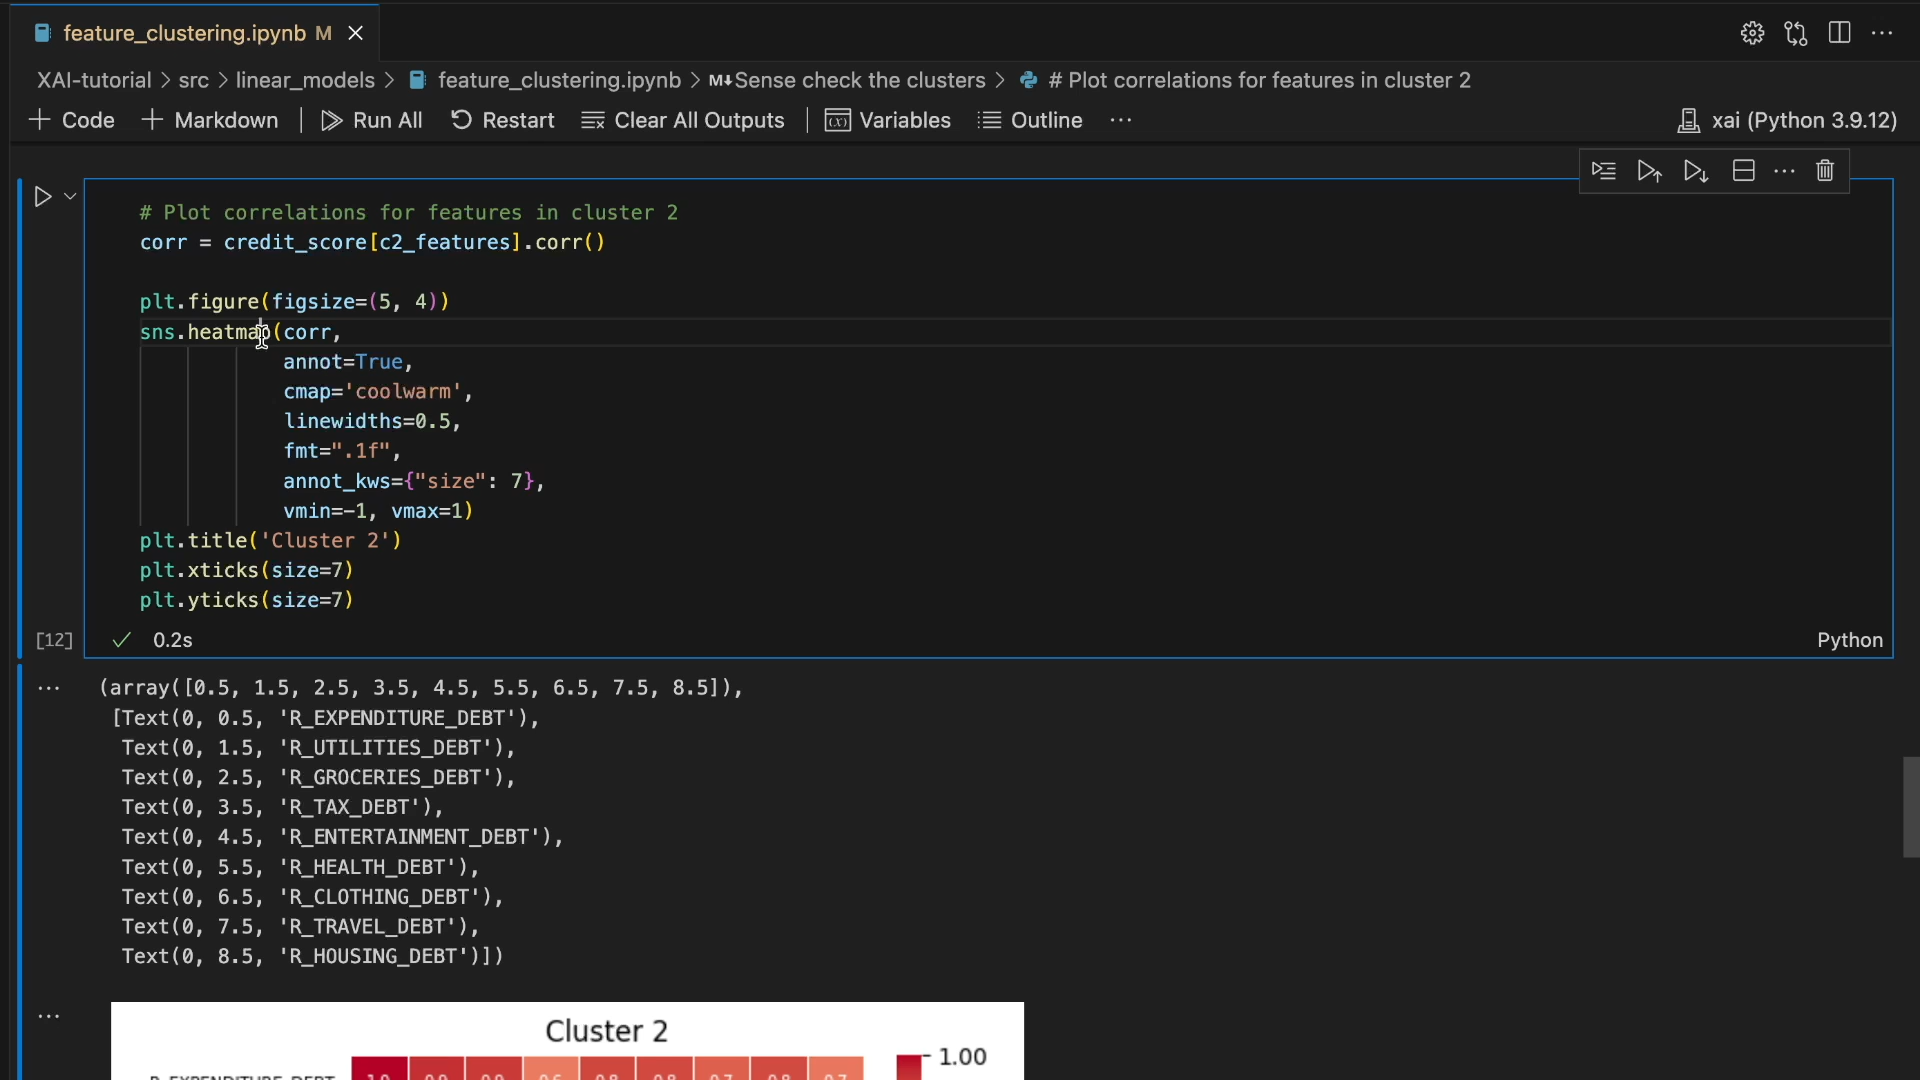 feature_clustering.ipynb M
XAI-tutorial > src > linear_models > feature_clustering.ipynb > M↓Sense check the clusters > # Plot correlations for features in cluster 2
+ Code + Markdown | Run All Restart Clear All Outputs | (x) Variables Outline ... xai (Python 3.9.12)
# Plot correlations for features in cluster 2
corr = credit_score[c2_features].corr()
plt.figure(figsize=(5, 4))
sns.heatmap(corr,
annot=True,
cmap='coolwarm',
linewidths=0.5,
fmt=".1f",
annot_kws={"size": 7},
vmin=-1, vmax=1)
plt.title('Cluster 2')
plt.xticks(size=7)
plt.yticks(size=7)
[12] ✓ 0.2s Python
(array([0.5, 1.5, 2.5, 3.5, 4.5, 5.5, 6.5, 7.5, 8.5]),
[Text(0, 0.5, 'R_EXPENDITURE_DEBT'),
Text(0, 1.5, 'R_UTILITIES_DEBT'),
Text(0, 2.5, 'R_GROCERIES_DEBT'),
Text(0, 3.5, 'R_TAX_DEBT'),
Text(0, 4.5, 'R_ENTERTAINMENT_DEBT'),
Text(0, 5.5, 'R_HEALTH_DEBT'),
Text(0, 6.5, 'R_CLOTHING_DEBT'),
Text(0, 7.5, 'R_TRAVEL_DEBT'),
Text(0, 8.5, 'R_HOUSING_DEBT')])
Cluster 2
1.00